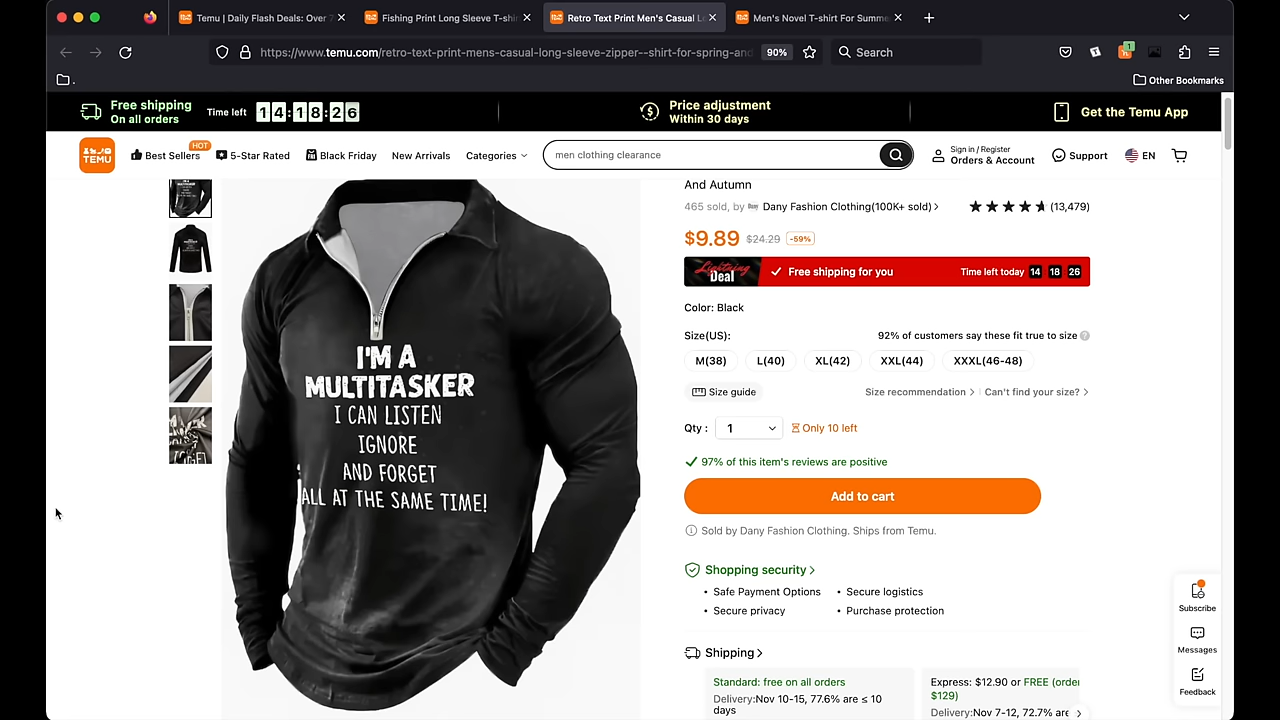 Temu | Daily Flash Deals: Over 7
Fishing Print Long Sleeve T-shi
Retro Text Print Men's Casual L
Men's Novel T-shirt For Summe
https://www.temu.com/retro-text-print-mens-casual-long-sleeve-zipper--shirt-for-spring-and
90%
Search
1
.
Other Bookmarks
Free shipping
On all orders
Time left 14:18:26
Price adjustment
Within 30 days
Get the Temu App
TEMU
Best Sellers
HOT
5-Star Rated
Black Friday
New Arrivals
Categories
men clothing clearance
Sign in / Register
Orders & Account
Support
EN
And Autumn
465 sold, by Dany Fashion Clothing(100K+ sold) >
(13,479)
$9.89 $24.29 -59%
Lightning
Deal
Free shipping for you
Time left today 14 18 26
Color: Black
Size(US):
92% of customers say these fit true to size ?
M(38) L(40) XL(42) XXL(44) XXXL(46-48)
Size guide
Size recommendation > Can't find your size? >
Qty : 1 Only 10 left
97% of this item's reviews are positive
Add to cart
Sold by Dany Fashion Clothing. Ships from Temu.
Shopping security >
• Safe Payment Options • Secure logistics
• Secure privacy • Purchase protection
Shipping >
Standard: free on all orders
Delivery:Nov 10-15, 77.6% are ≤ 10
days
Express: $12.90 or FREE (order
$129)
Delivery:Nov 7-12, 72.7% are
I'M A
MULTITASKER
I CAN LISTEN
IGNORE
AND FORGET
ALL AT THE SAME TIME!
Subscribe
Messages
Feedback